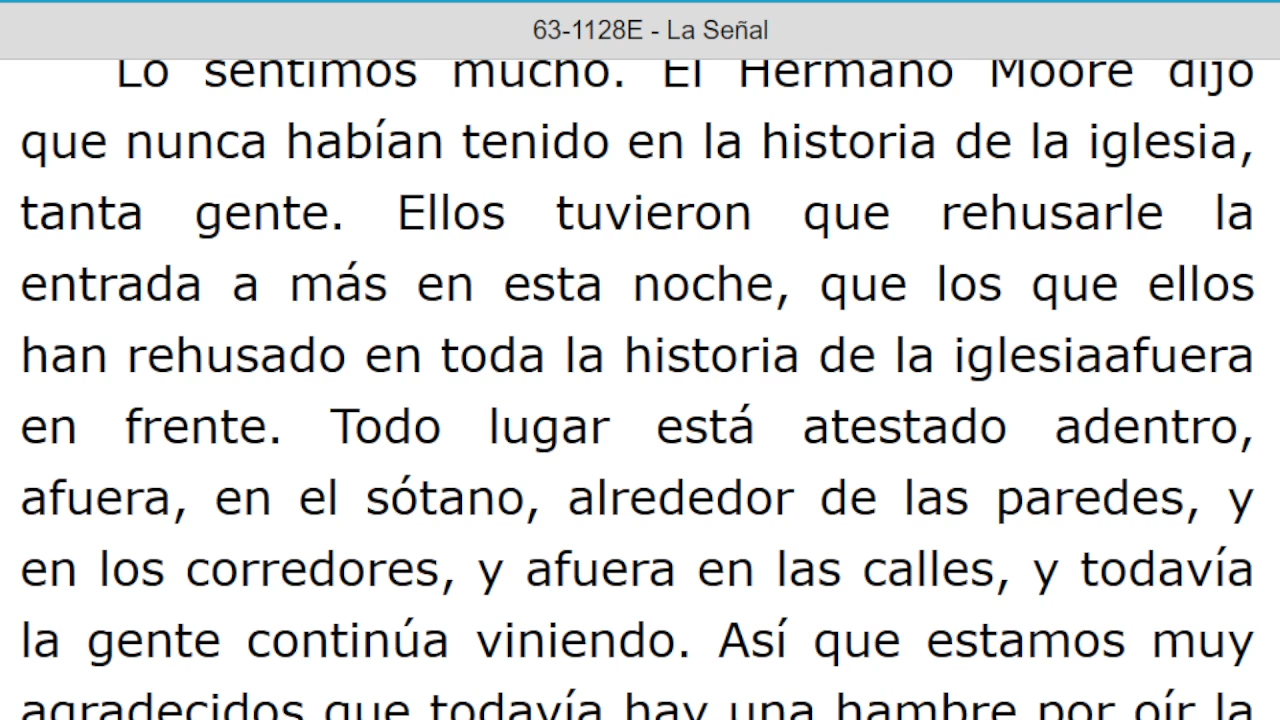 63-1128E - La Señal
Lo sentimos mucho. El Hermano Moore dijo
que nunca habían tenido en la historia de la iglesia,
tanta gente. Ellos tuvieron que rehusarle la
entrada a más en esta noche, que los que ellos
han rehusado en toda la historia de la iglesiaafuera
en frente. Todo lugar está atestado adentro,
afuera, en el sótano, alrededor de las paredes, y
en los corredores, y afuera en las calles, y todavía
la gente continúa viniendo. Así que estamos muy
agradecidos que todavía hay una hambre por oír la